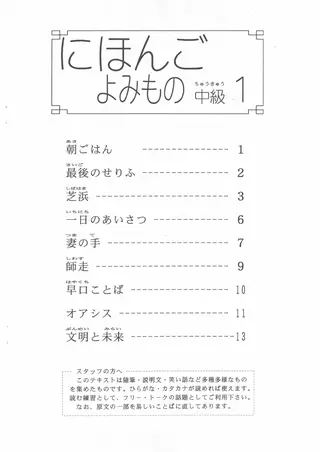 にほんご
よみもの 中級 1
ちゅうきゅう
朝ごはん 1
あさ
最後のせりふ 2
さいご
芝浜 3
しばはま
一日のあいさつ 6
いちにち
妻の手 7
つま て
師走 9
しわす
早口ことば 10
はやくち
オアシス 11
文明と未来 13
ぶんめい みらい
スタッフの方へ
このテキストは随筆・説明文・笑い話など多種多様なもの
を集めたものです。ひらがな・カタカナが読めれば使えます。
読む練習として、フリー・トークの話題としてご利用下さい。
なお、原文の一部を易しいことばに直してあります。